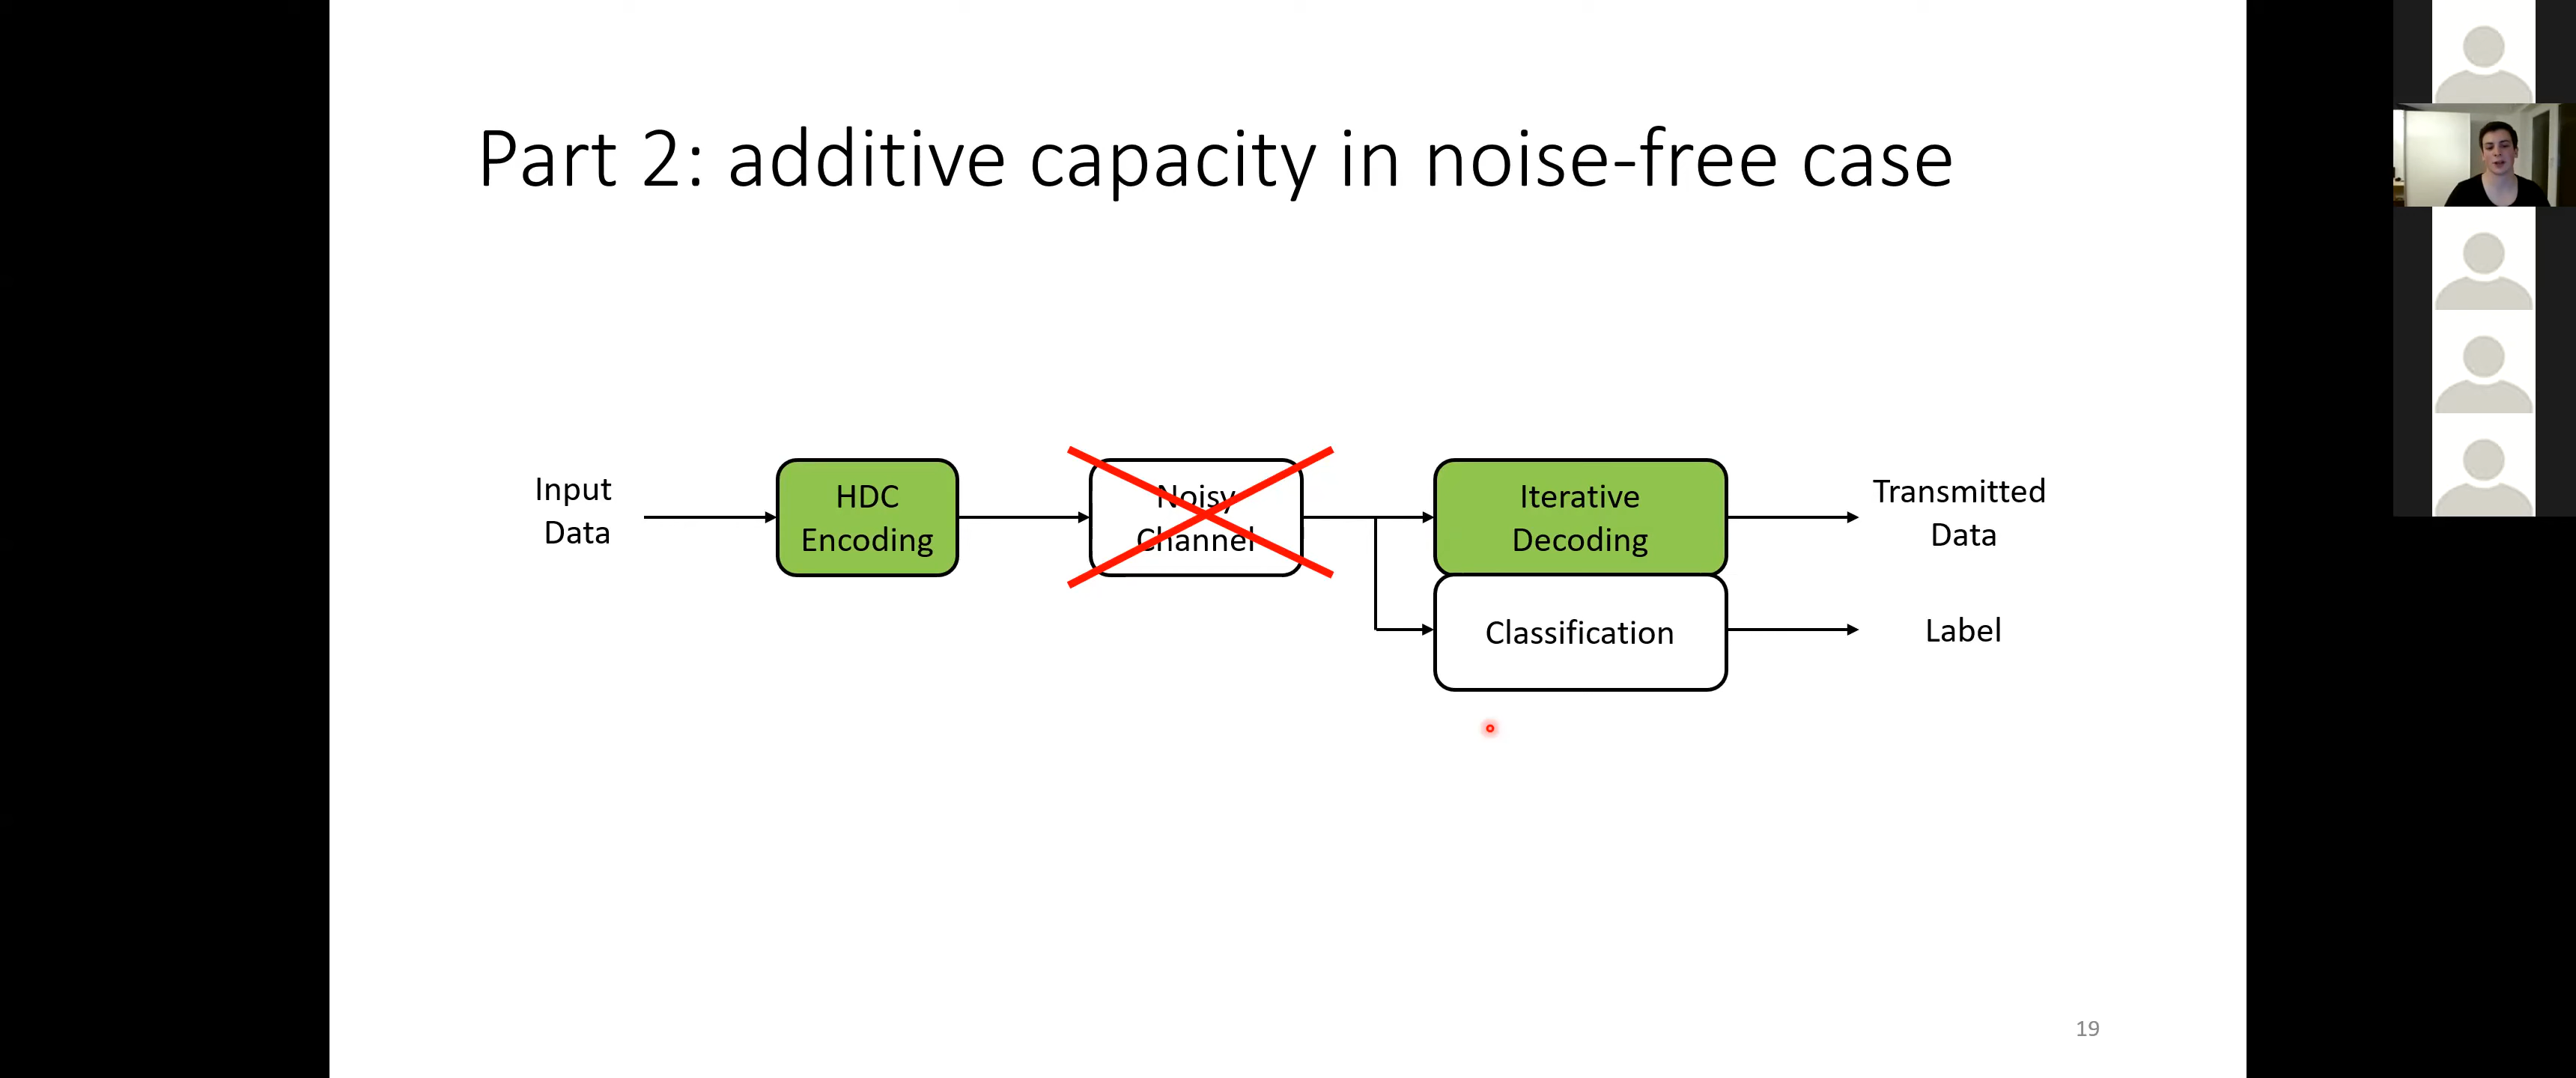 Part 2: additive capacity in noise-free case
Input
Data
HDC
Encoding
Noisy
Channel
Iterative
Decoding
Transmitted
Data
Classification
Label
19